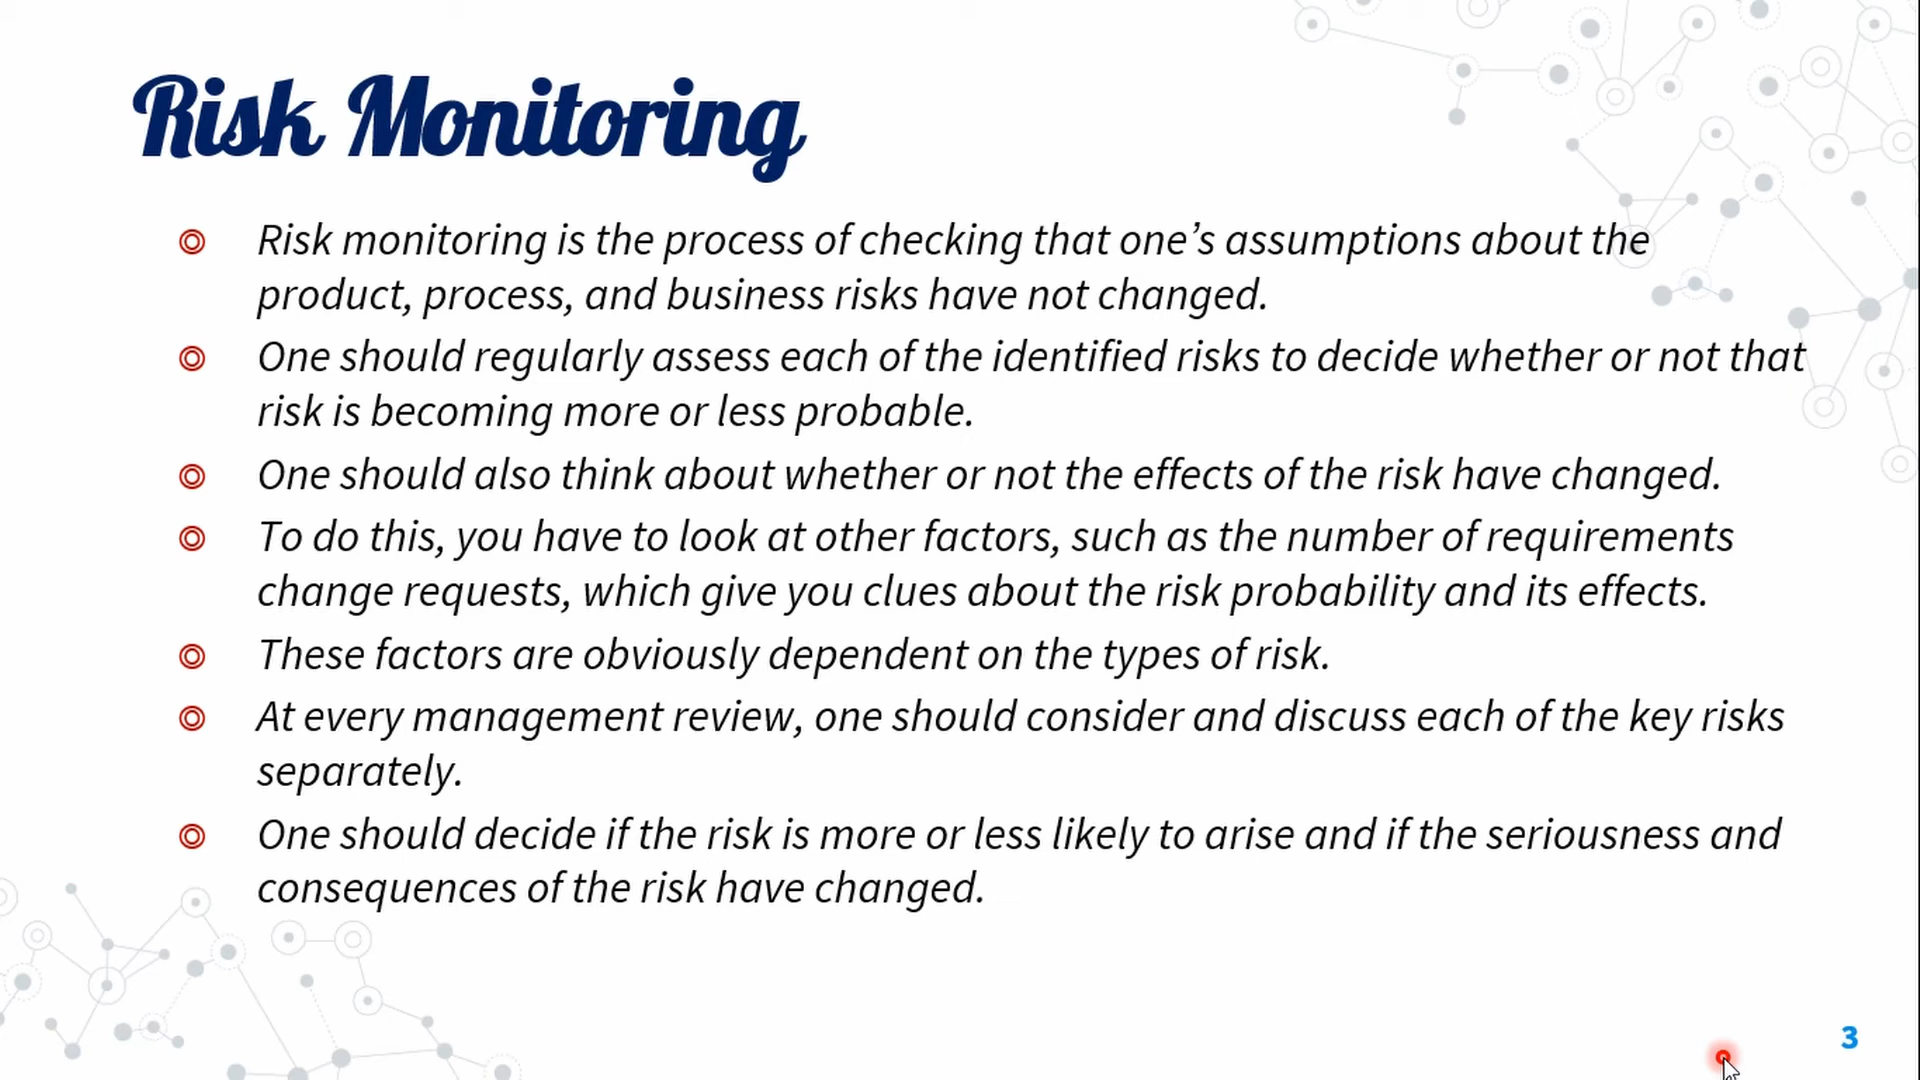 Risk Monitoring
Risk monitoring is the process of checking that one’s assumptions about the
product, process, and business risks have not changed.
One should regularly assess each of the identified risks to decide whether or not that
risk is becoming more or less probable.
One should also think about whether or not the effects of the risk have changed.
To do this, you have to look at other factors, such as the number of requirements
change requests, which give you clues about the risk probability and its effects.
These factors are obviously dependent on the types of risk.
At every management review, one should consider and discuss each of the key risks
separately.
One should decide if the risk is more or less likely to arise and if the seriousness and
consequences of the risk have changed.
3